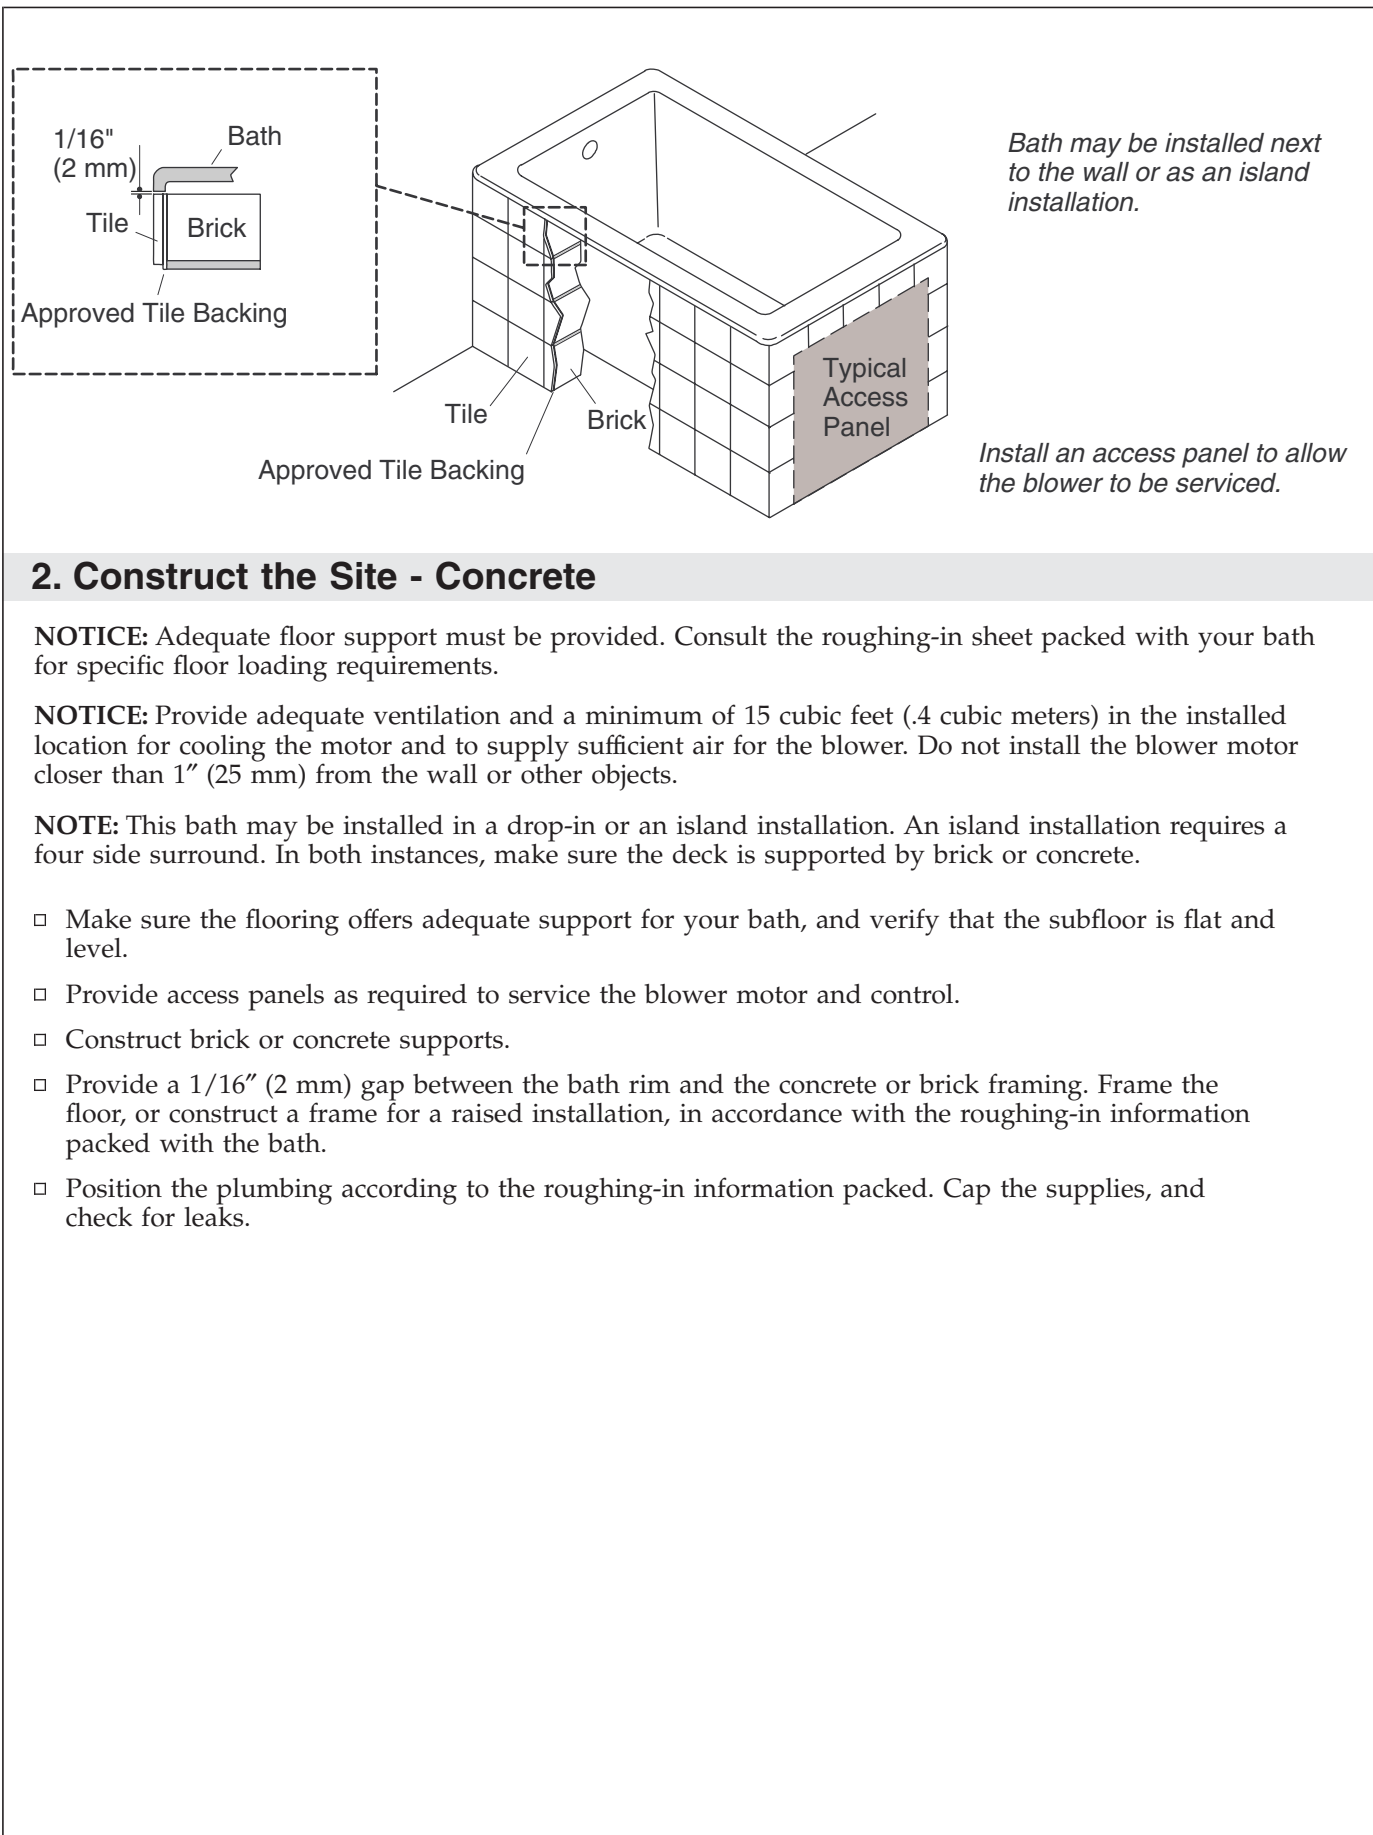 1/16"
(2 mm)
Bath
Tile
Brick
Approved Tile Backing
Bath may be installed next
to the wall or as an island
installation.
Typical
Access
Panel
Tile
Brick
Approved Tile Backing
Install an access panel to allow
the blower to be serviced.
2. Construct the Site - Concrete
NOTICE: Adequate floor support must be provided. Consult the roughing-in sheet packed with your bath
for specific floor loading requirements.
NOTICE: Provide adequate ventilation and a minimum of 15 cubic feet (.4 cubic meters) in the installed
location for cooling the motor and to supply sufficient air for the blower. Do not install the blower motor
closer than 1″ (25 mm) from the wall or other objects.
NOTE: This bath may be installed in a drop-in or an island installation. An island installation requires a
four side surround. In both instances, make sure the deck is supported by brick or concrete.
□ Make sure the flooring offers adequate support for your bath, and verify that the subfloor is flat and
level.
□ Provide access panels as required to service the blower motor and control.
□ Construct brick or concrete supports.
□ Provide a 1/16″ (2 mm) gap between the bath rim and the concrete or brick framing. Frame the
floor, or construct a frame for a raised installation, in accordance with the roughing-in information
packed with the bath.
□ Position the plumbing according to the roughing-in information packed. Cap the supplies, and
check for leaks.